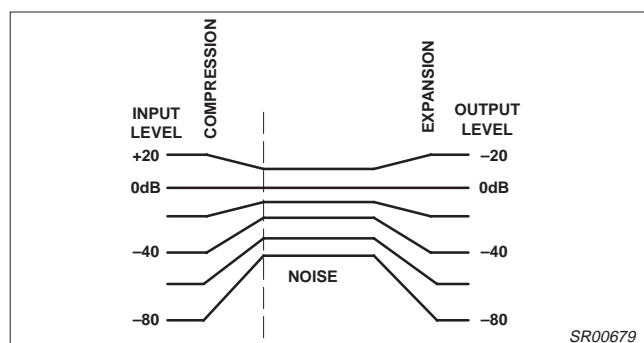 COMPRESSION
EXPANSION
INPUT
LEVEL
OUTPUT
LEVEL
+20
–20
0dB
0dB
–40
–40
NOISE
–80
–80
SR00679